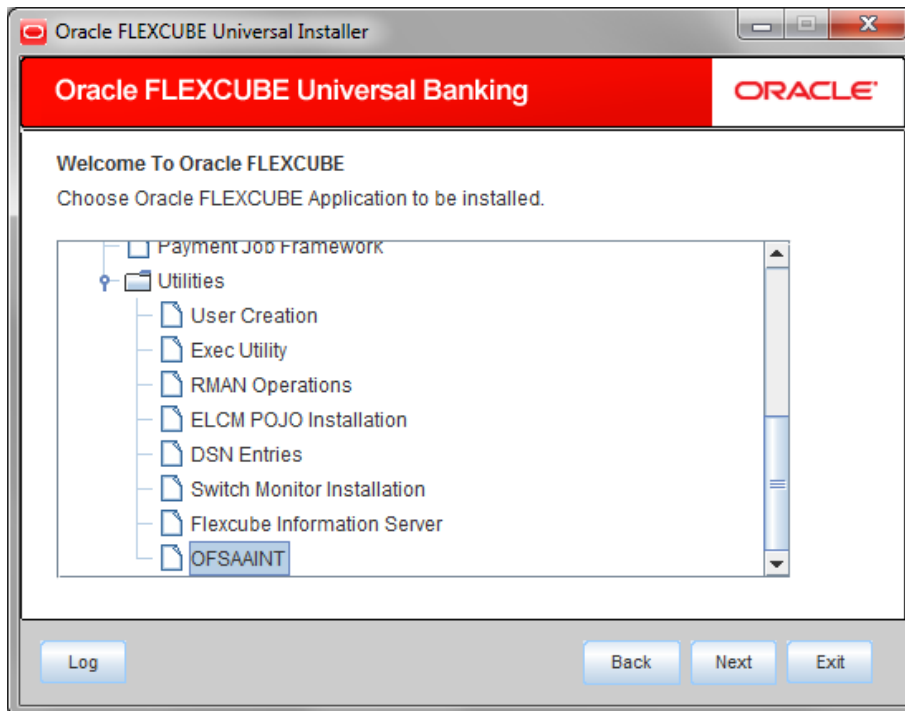 Oracle FLEXCUBE Universal Installer
Oracle FLEXCUBE Universal Banking
ORACLE
Welcome To Oracle FLEXCUBE
Choose Oracle FLEXCUBE Application to be installed.
Payment Job Framework
Utilities
User Creation
Exec Utility
RMAN Operations
ELCM POJO Installation
DSN Entries
Switch Monitor Installation
Flexcube Information Server
OFSAAINT
Log Back Next Exit